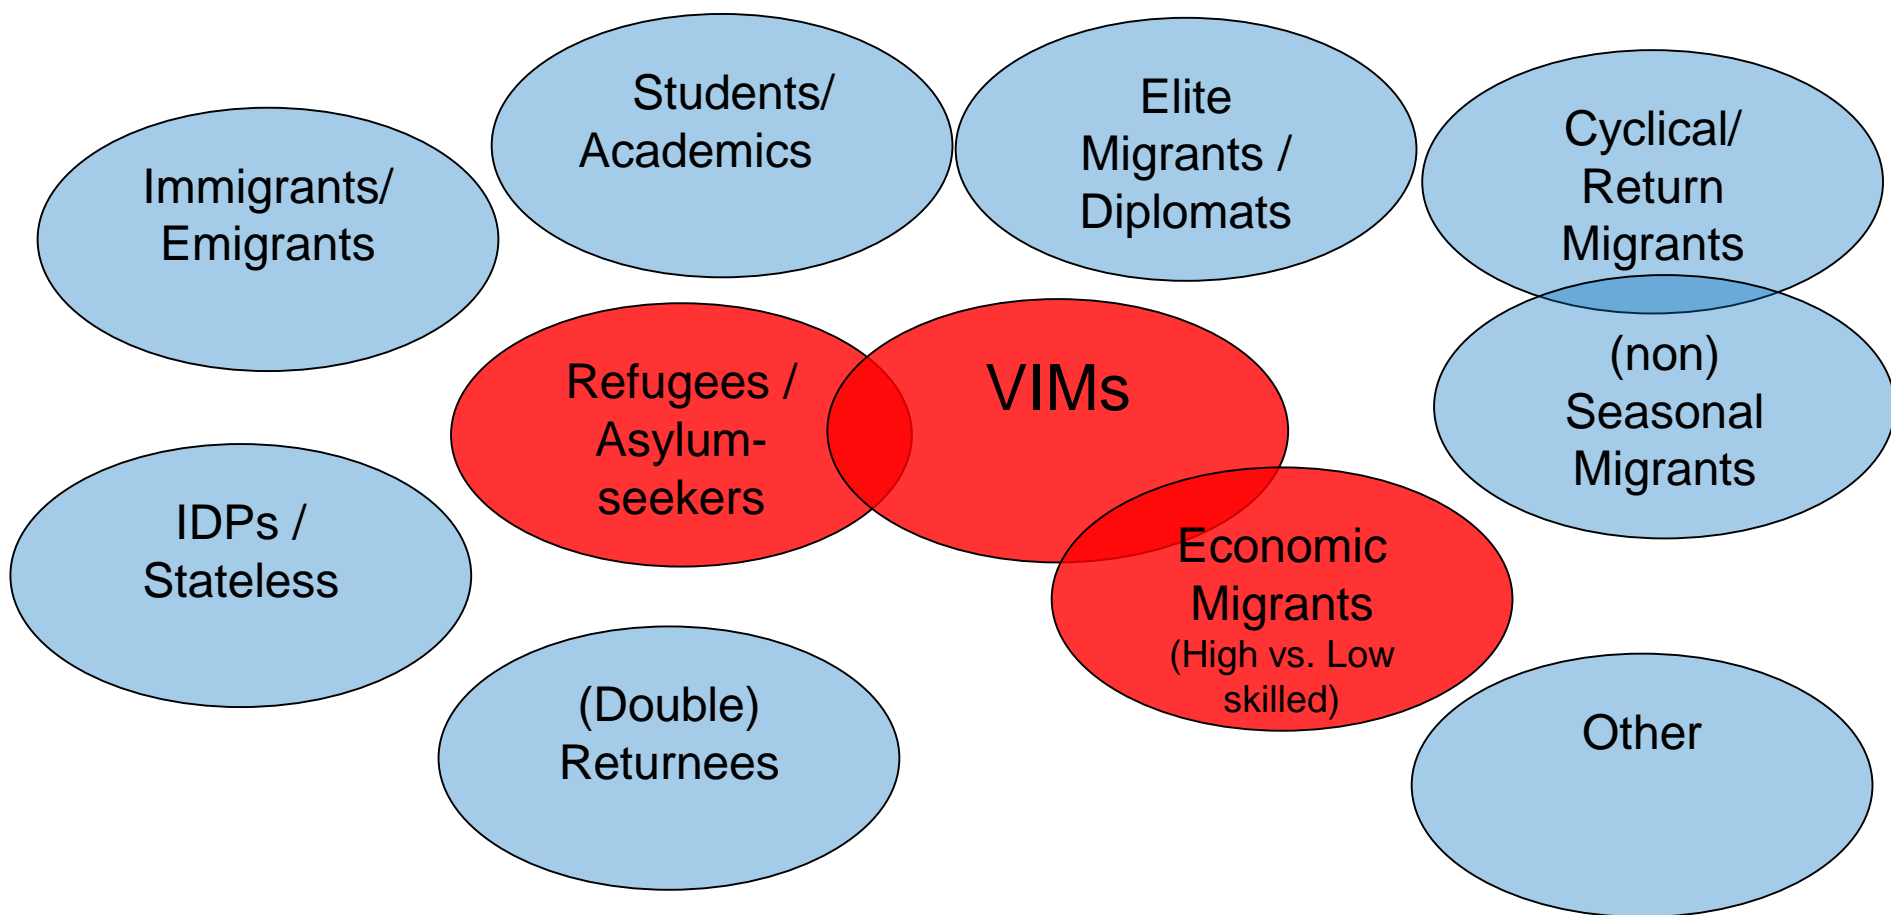 Immigrants/
Emigrants
Students/
Academics
Elite
Migrants /
Diplomats
Cyclical/
Return
Migrants
(non)
Seasonal
Migrants
Refugees /
Asylum-
seekers
VIMs
Economic
Migrants
(High vs. Low
skilled)
IDPs /
Stateless
(Double)
Returnees
Other